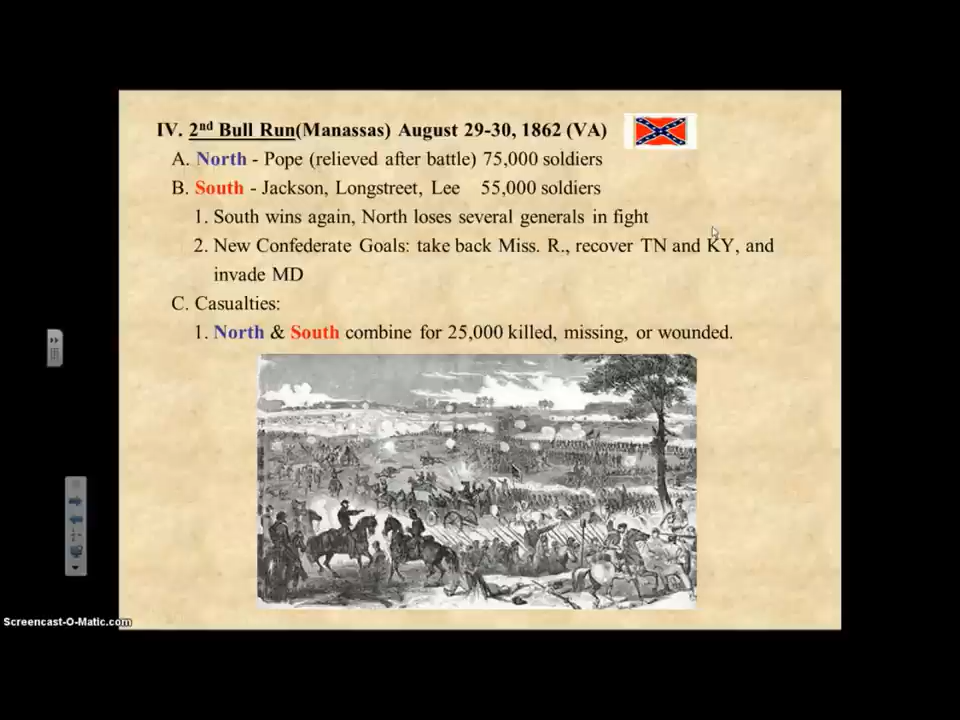 IV. 2nd Bull Run(Manassas) August 29-30, 1862 (VA)
A. North - Pope (relieved after battle) 75,000 soldiers
B. South - Jackson, Longstreet, Lee 55,000 soldiers
1. South wins again, North loses several generals in fight
2. New Confederate Goals: take back Miss. R., recover TN and KY, and
invade MD
C. Casualties:
1. North & South combine for 25,000 killed, missing, or wounded.
Screencast-O-Matic.com